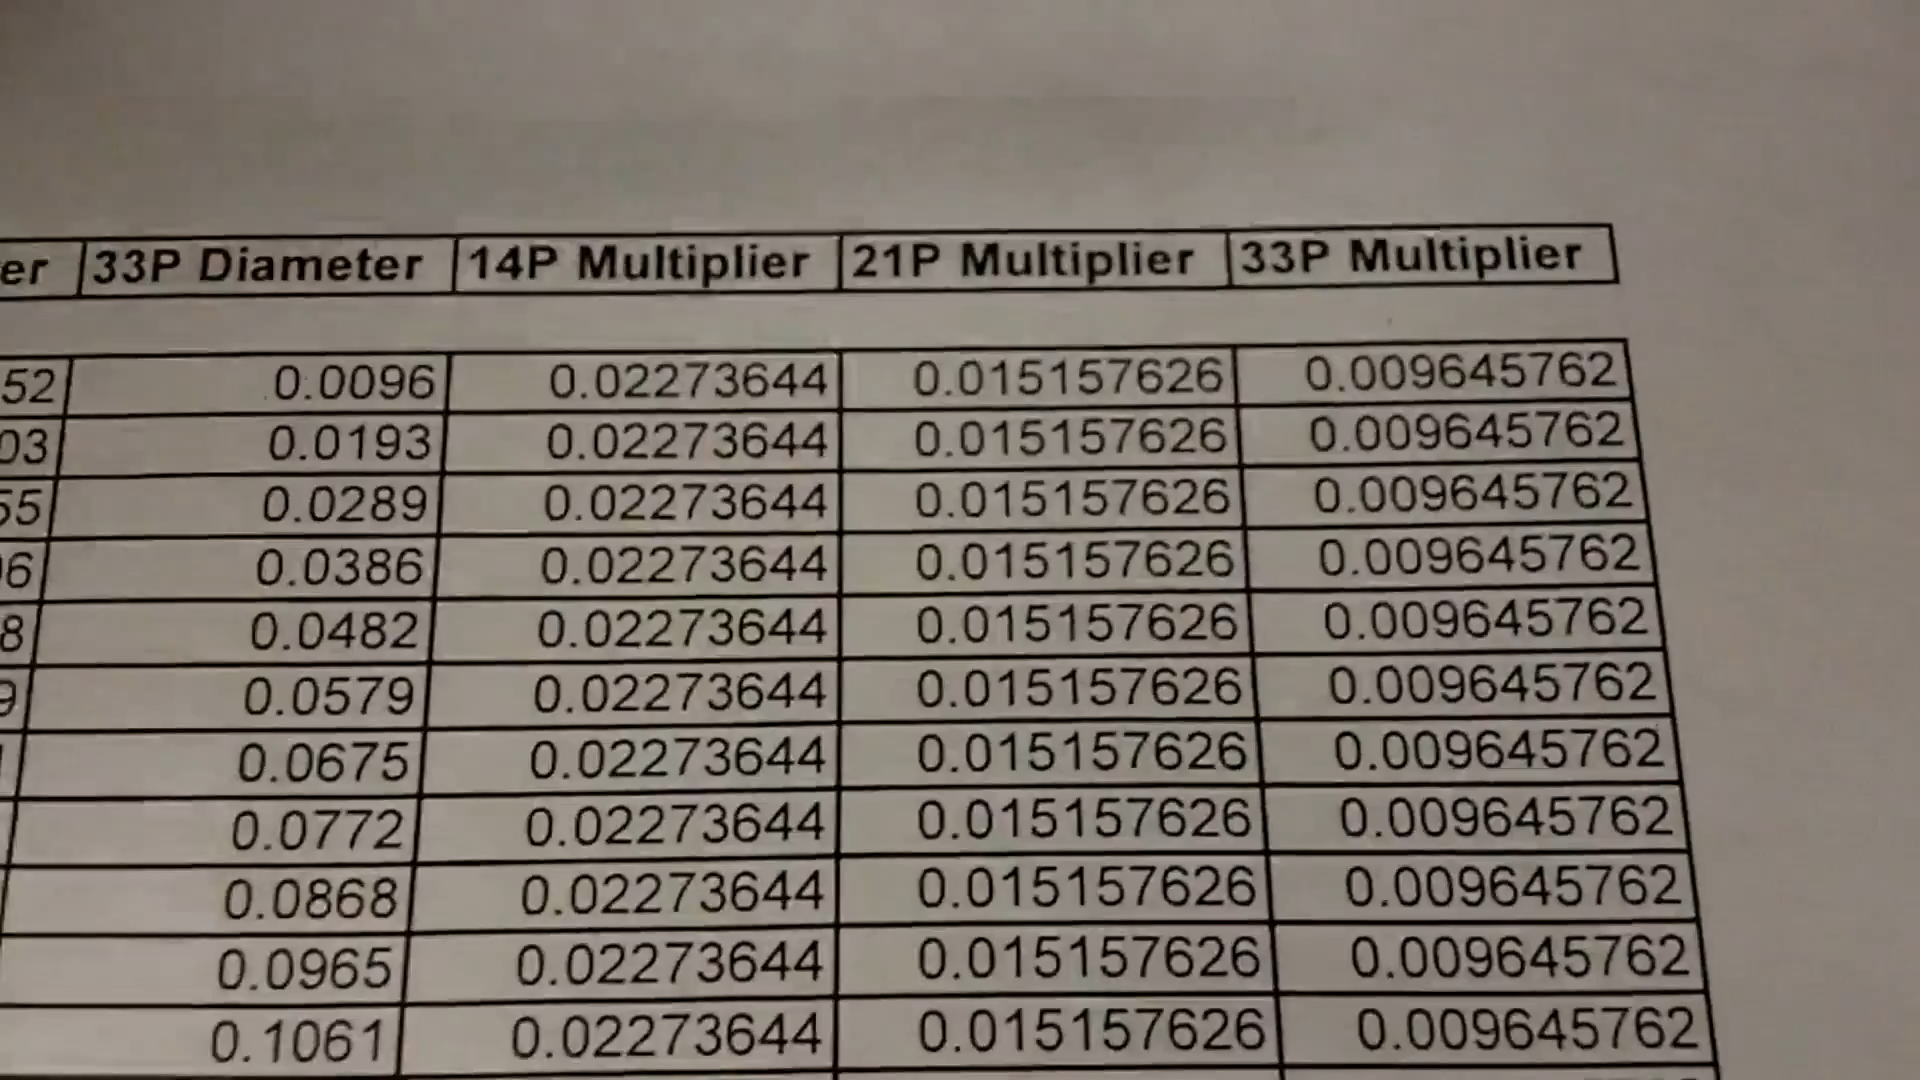 er 33P Diameter 14P Multiplier 21P Multiplier 33P Multiplier
52 0.0096 0.02273644 0.015157626 0.009645762
03 0.0193 0.02273644 0.015157626 0.009645762
55 0.0289 0.02273644 0.015157626 0.009645762
06 0.0386 0.02273644 0.015157626 0.009645762
8 0.0482 0.02273644 0.015157626 0.009645762
9 0.0579 0.02273644 0.015157626 0.009645762
0.0675 0.02273644 0.015157626 0.009645762
0.0772 0.02273644 0.015157626 0.009645762
0.0868 0.02273644 0.015157626 0.009645762
0.0965 0.02273644 0.015157626 0.009645762
0.1061 0.02273644 0.015157626 0.009645762